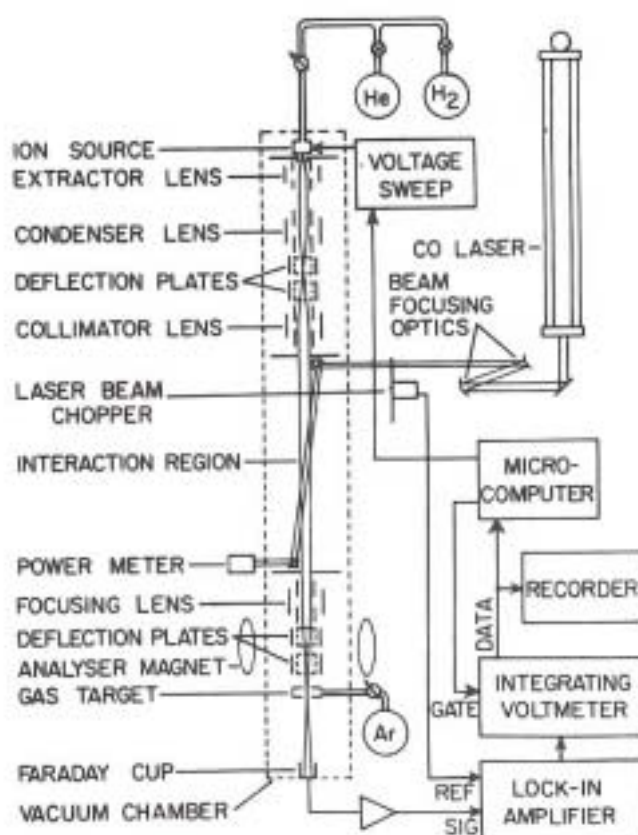 He
H2
ION SOURCE
EXTRACTOR LENS
VOLTAGE
SWEEP
CONDENSER LENS
CO LASER
DEFLECTION PLATES
BEAM
FOCUSING
OPTICS
COLLIMATOR LENS
LASER BEAM
CHOPPER
INTERACTION REGION
MICRO-
COMPUTER
POWER METER
RECORDER
FOCUSING LENS
DATA
DEFLECTION PLATES
ANALYSER MAGNET
GAS TARGET
INTEGRATING
VOLTMETER
GATE
Ar
FARADAY CUP
REF
LOCK-IN
AMPLIFIER
VACUUM CHAMBER
SIG